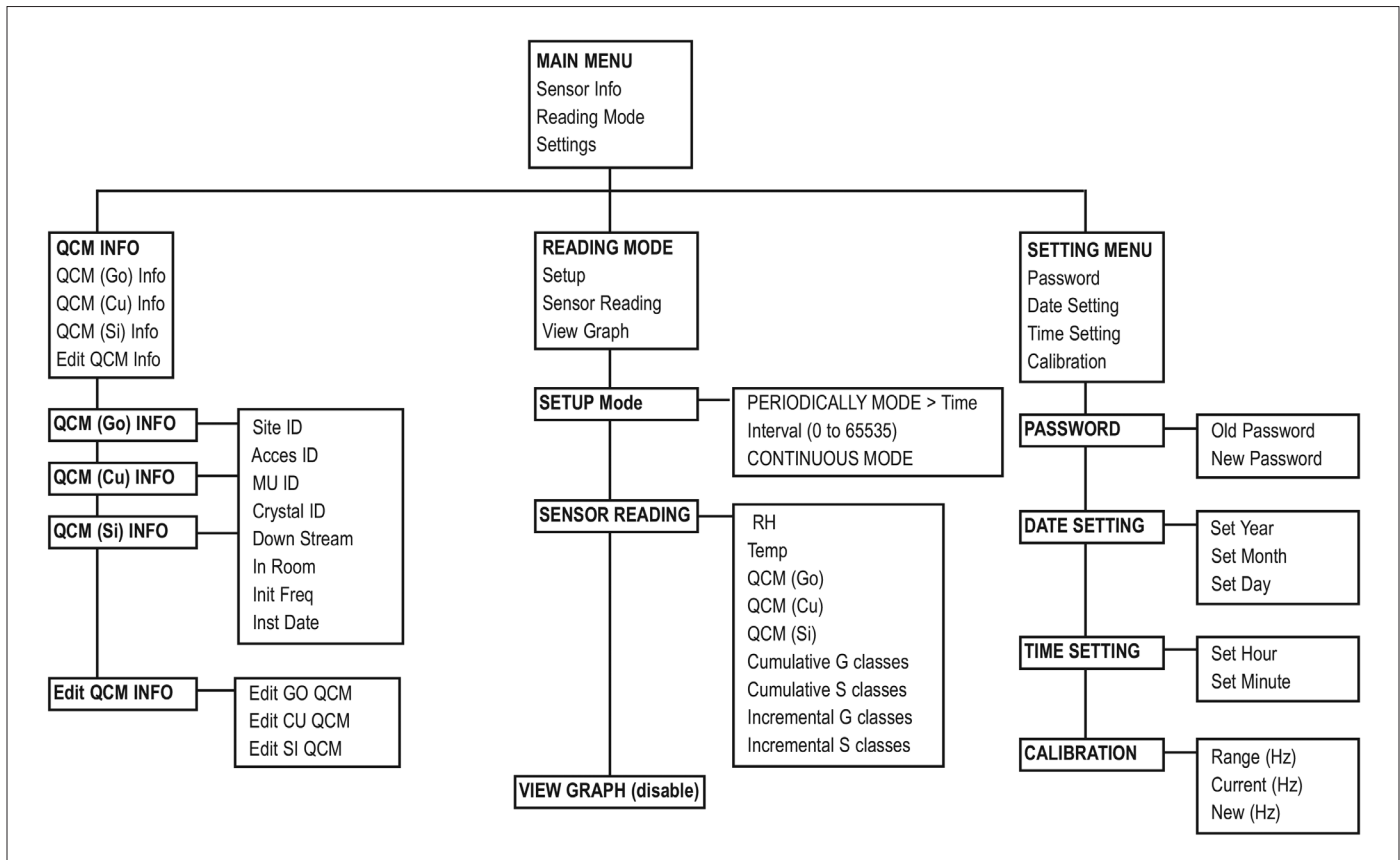 MAIN MENU
Sensor Info
Reading Mode
Settings
QCM INFO
QCM (Go) Info
QCM (Cu) Info
QCM (Si) Info
Edit QCM Info
QCM (Go) INFO
QCM (Cu) INFO
QCM (Si) INFO
Site ID
Acces ID
MU ID
Crystal ID
Down Stream
In Room
Init Freq
Inst Date
Edit QCM INFO
Edit GO QCM
Edit CU QCM
Edit SI QCM
READING MODE
Setup
Sensor Reading
View Graph
SETUP Mode
PERIODICALLY MODE > Time
Interval (0 to 65535)
CONTINUOUS MODE
SENSOR READING
RH
Temp
QCM (Go)
QCM (Cu)
QCM (Si)
Cumulative G classes
Cumulative S classes
Incremental G classes
Incremental S classes
VIEW GRAPH (disable)
SETTING MENU
Password
Date Setting
Time Setting
Calibration
PASSWORD
Old Password
New Password
DATE SETTING
Set Year
Set Month
Set Day
TIME SETTING
Set Hour
Set Minute
CALIBRATION
Range (Hz)
Current (Hz)
New (Hz)